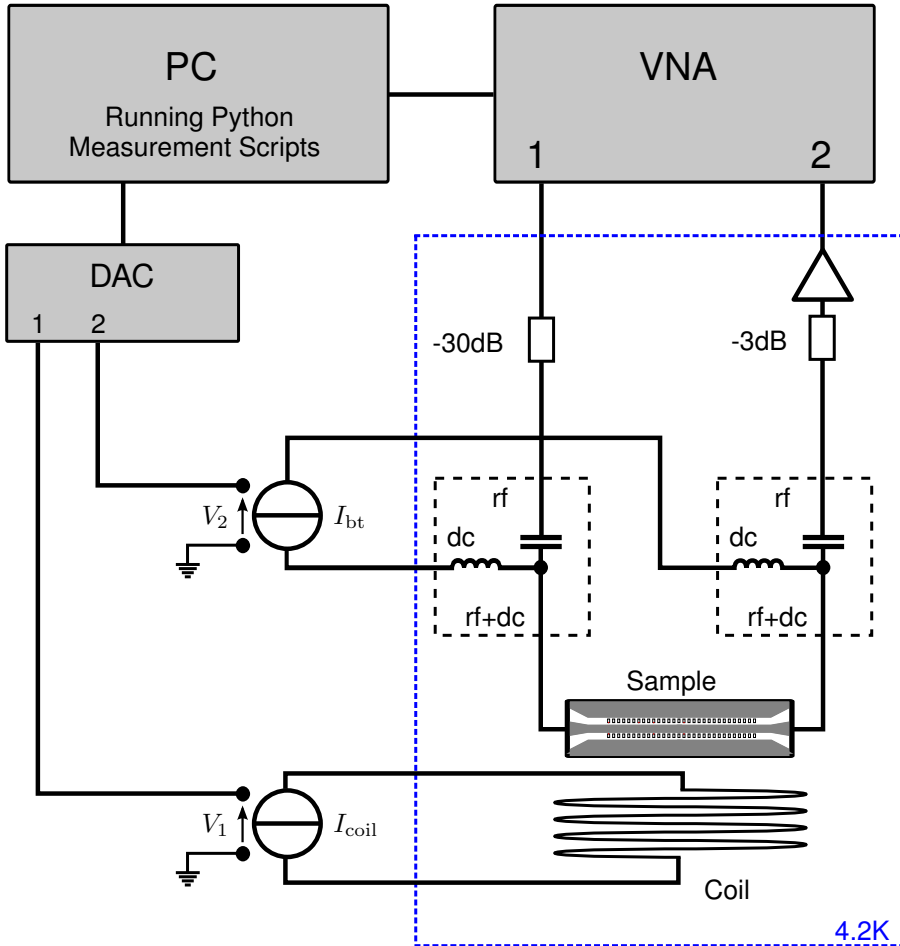 PC
Running Python
Measurement Scripts
VNA
1
2
DAC
1
2
-30dB
-3dB
rf
rf
V2
Ibt
dc
dc
rf+dc
rf+dc
Sample
V1
Icoil
Coil
4.2K